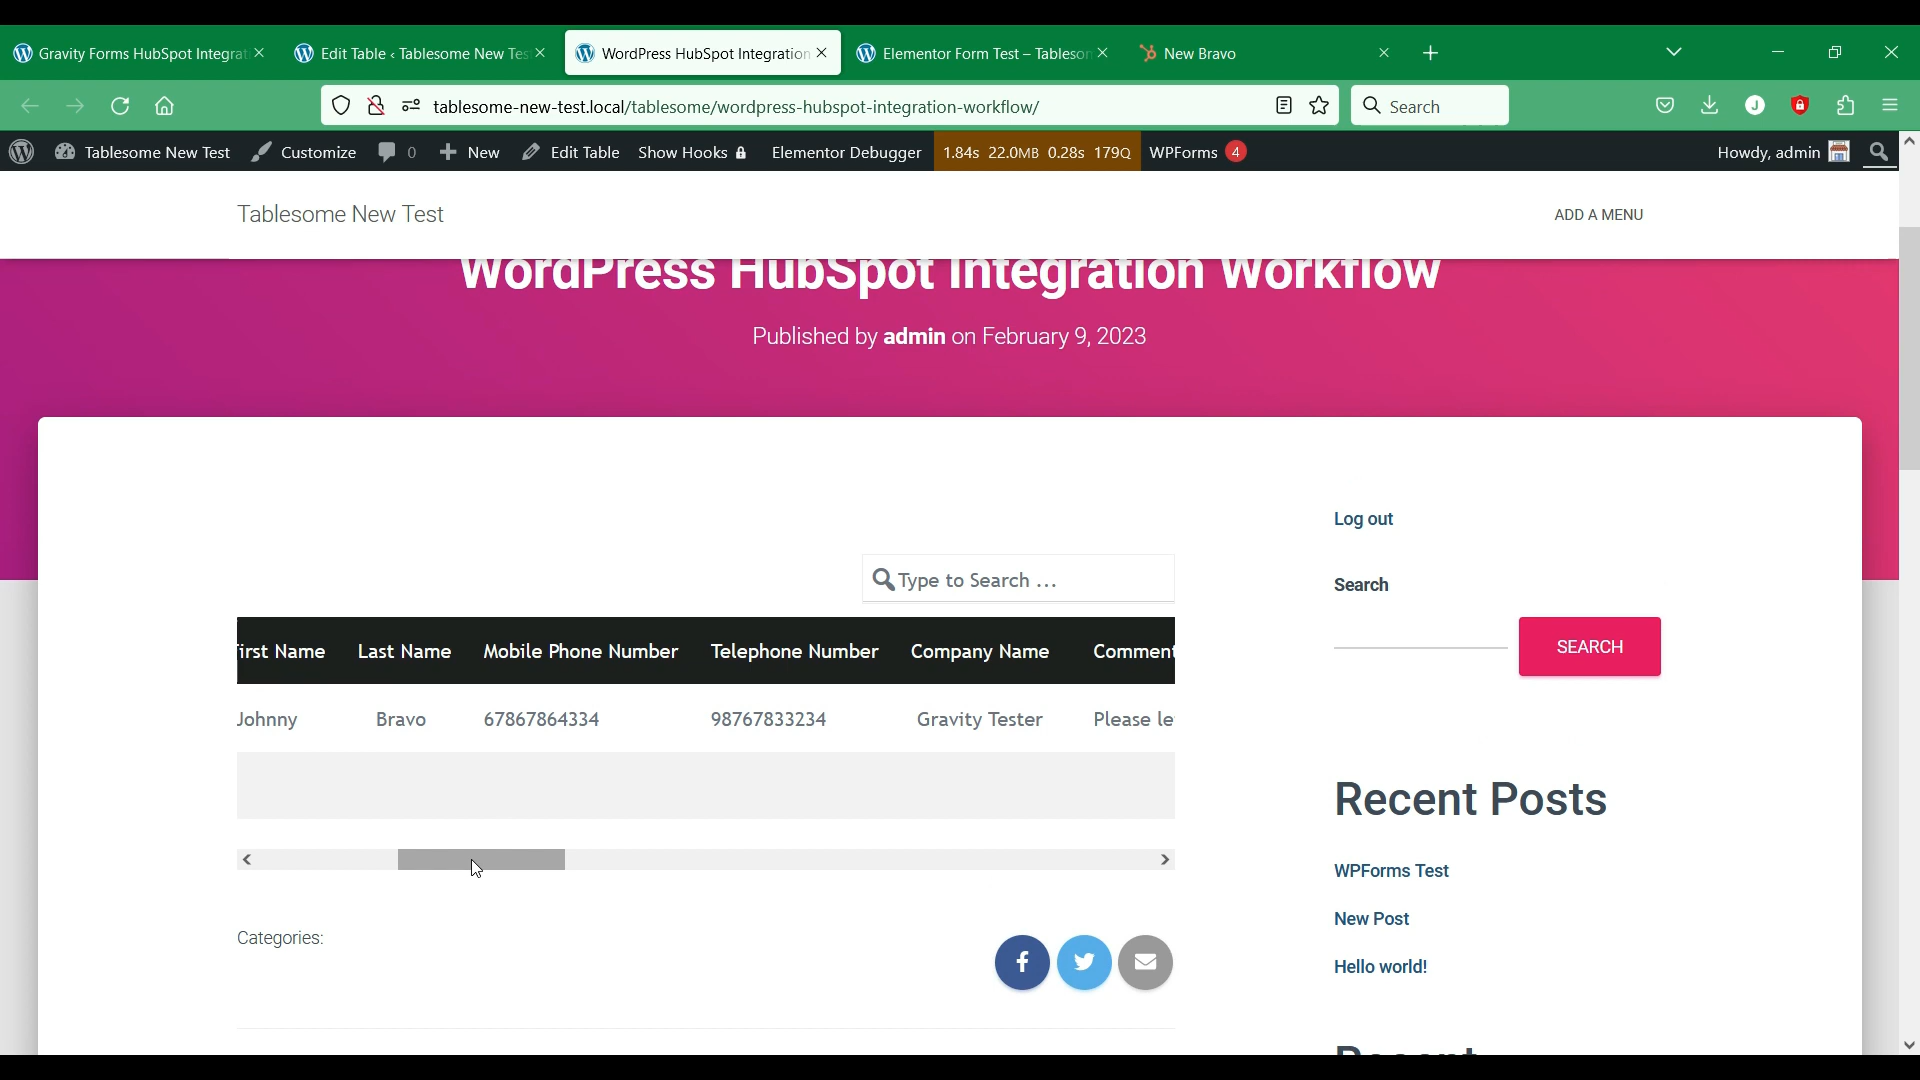 Gravity Forms HubSpot Integrat
Edit Table ‹ Tablesome New Tes
WordPress HubSpot Integration
Elementor Form Test – Tableson
New Bravo
tablesome-new-test.local/tablesome/wordpress-hubspot-integration-workflow/
Search
J
Tablesome New Test
Customize
0
New
Edit Table
Show Hooks
Elementor Debugger
1.84s 22.0MB 0.28s 179Q
WPForms 4
Howdy, admin
Tablesome New Test
ADD A MENU
WordPress HubSpot Integration Workflow
Published by admin on February 9, 2023
Log out
Type to Search ...
Search
SEARCH
First Name Last Name Mobile Phone Number Telephone Number Company Name Comment
Johnny Bravo 67867864334 98767833234 Gravity Tester Please le
Recent Posts
WPForms Test
New Post
Hello world!
Categories:
Recent